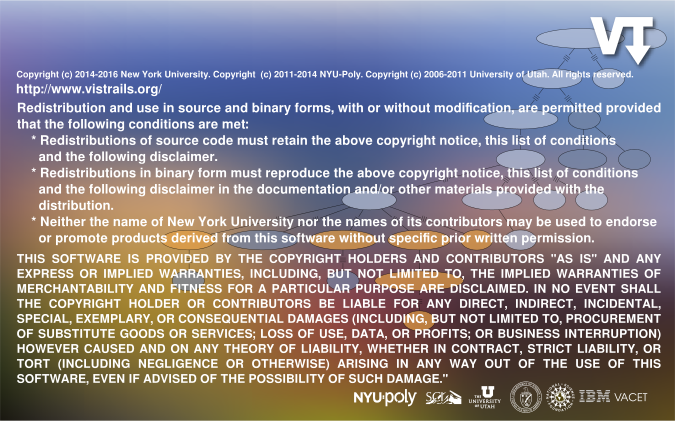 VT
Copyright (c) 2014-2016 New York University. Copyright (c) 2011-2014 NYU-Poly. Copyright (c) 2006-2011 University of Utah. All rights reserved.
http://www.vistrails.org/
Redistribution and use in source and binary forms, with or without modification, are permitted provided
that the following conditions are met:
* Redistributions of source code must retain the above copyright notice, this list of conditions
and the following disclaimer.
* Redistributions in binary form must reproduce the above copyright notice, this list of conditions
and the following disclaimer in the documentation and/or other materials provided with the
distribution.
* Neither the name of New York University nor the names of its contributors may be used to endorse
or promote products derived from this software without specific prior written permission.
THIS SOFTWARE IS PROVIDED BY THE COPYRIGHT HOLDERS AND CONTRIBUTORS "AS IS" AND ANY
EXPRESS OR IMPLIED WARRANTIES, INCLUDING, BUT NOT LIMITED TO, THE IMPLIED WARRANTIES OF
MERCHANTABILITY AND FITNESS FOR A PARTICULAR PURPOSE ARE DISCLAIMED. IN NO EVENT SHALL
THE COPYRIGHT HOLDER OR CONTRIBUTORS BE LIABLE FOR ANY DIRECT, INDIRECT, INCIDENTAL,
SPECIAL, EXEMPLARY, OR CONSEQUENTIAL DAMAGES (INCLUDING, BUT NOT LIMITED TO, PROCUREMENT
OF SUBSTITUTE GOODS OR SERVICES; LOSS OF USE, DATA, OR PROFITS; OR BUSINESS INTERRUPTION)
HOWEVER CAUSED AND ON ANY THEORY OF LIABILITY, WHETHER IN CONTRACT, STRICT LIABILITY, OR
TORT (INCLUDING NEGLIGENCE OR OTHERWISE) ARISING IN ANY WAY OUT OF THE USE OF THIS
SOFTWARE, EVEN IF ADVISED OF THE POSSIBILITY OF SUCH DAMAGE."
NYU·poly SCI U THE UNIVERSITY OF UTAH IBM VACET